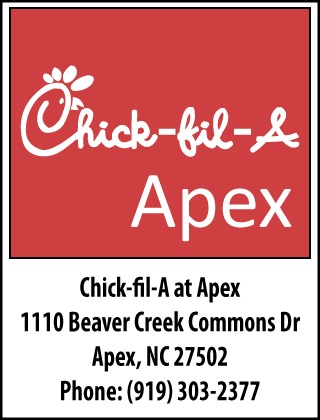 Chick-fil-A
Apex
Chick-fil-A at Apex
1110 Beaver Creek Commons Dr
Apex, NC 27502
Phone: (919) 303-2377